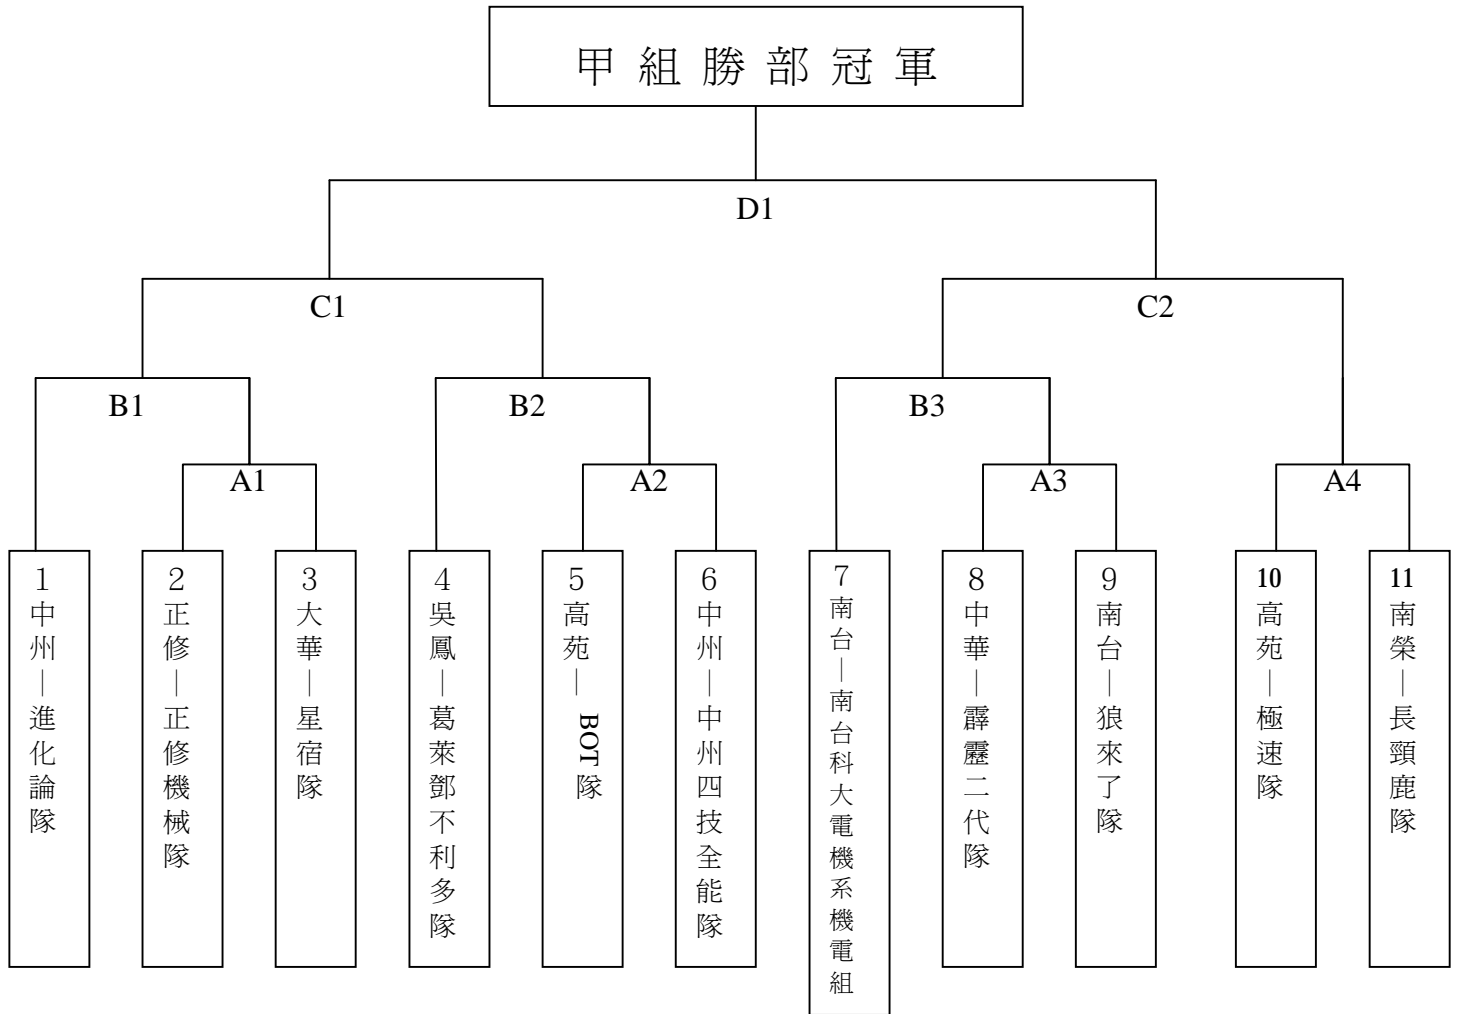 甲組勝部冠軍
D1
C1
C2
B1
B2
B3
A1
A2
A3
A4
1中州—進化論隊
2正修—正修機械隊
3大華—星宿隊
4吳鳳—葛萊鄧不利多隊
5高苑—BOT隊
6中州—中州四技全能隊
7南台—南台科大電機系機電組
8中華—霹靂二代隊
9南台—狼來了隊
10高苑—極速隊
11南榮—長頸鹿隊